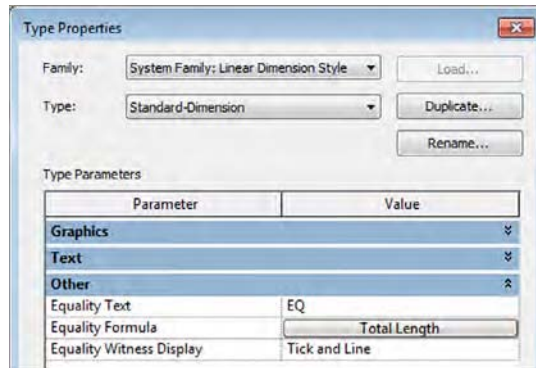 Type Properties
Family: System Family: Linear Dimension Style Load...
Type: Standard-Dimension Duplicate...
Rename...
Type Parameters
Parameter Value
Graphics
Text
Other
Equality Text EQ
Equality Formula Total Length
Equality Witness Display Tick and Line